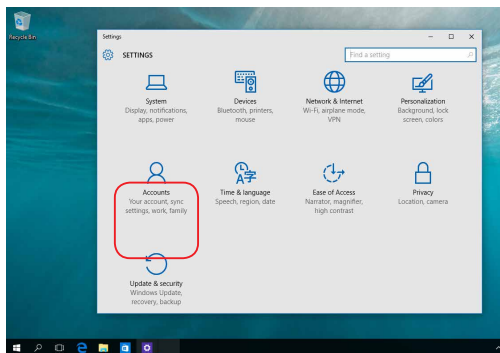 Recycle Bin
Settings
SETTINGS
Find a setting
System
Display, notifications,
apps, power
Devices
Bluetooth, printers,
mouse
Network & Internet
Wi-Fi, airplane mode,
VPN
Personalization
Background, lock
screen, colors
Accounts
Your account, sync
settings, work, family
Time & language
Speech, region, date
Ease of Access
Narrator, magnifier,
high contrast
Privacy
Location, camera
Update & security
Windows Update,
recovery, backup